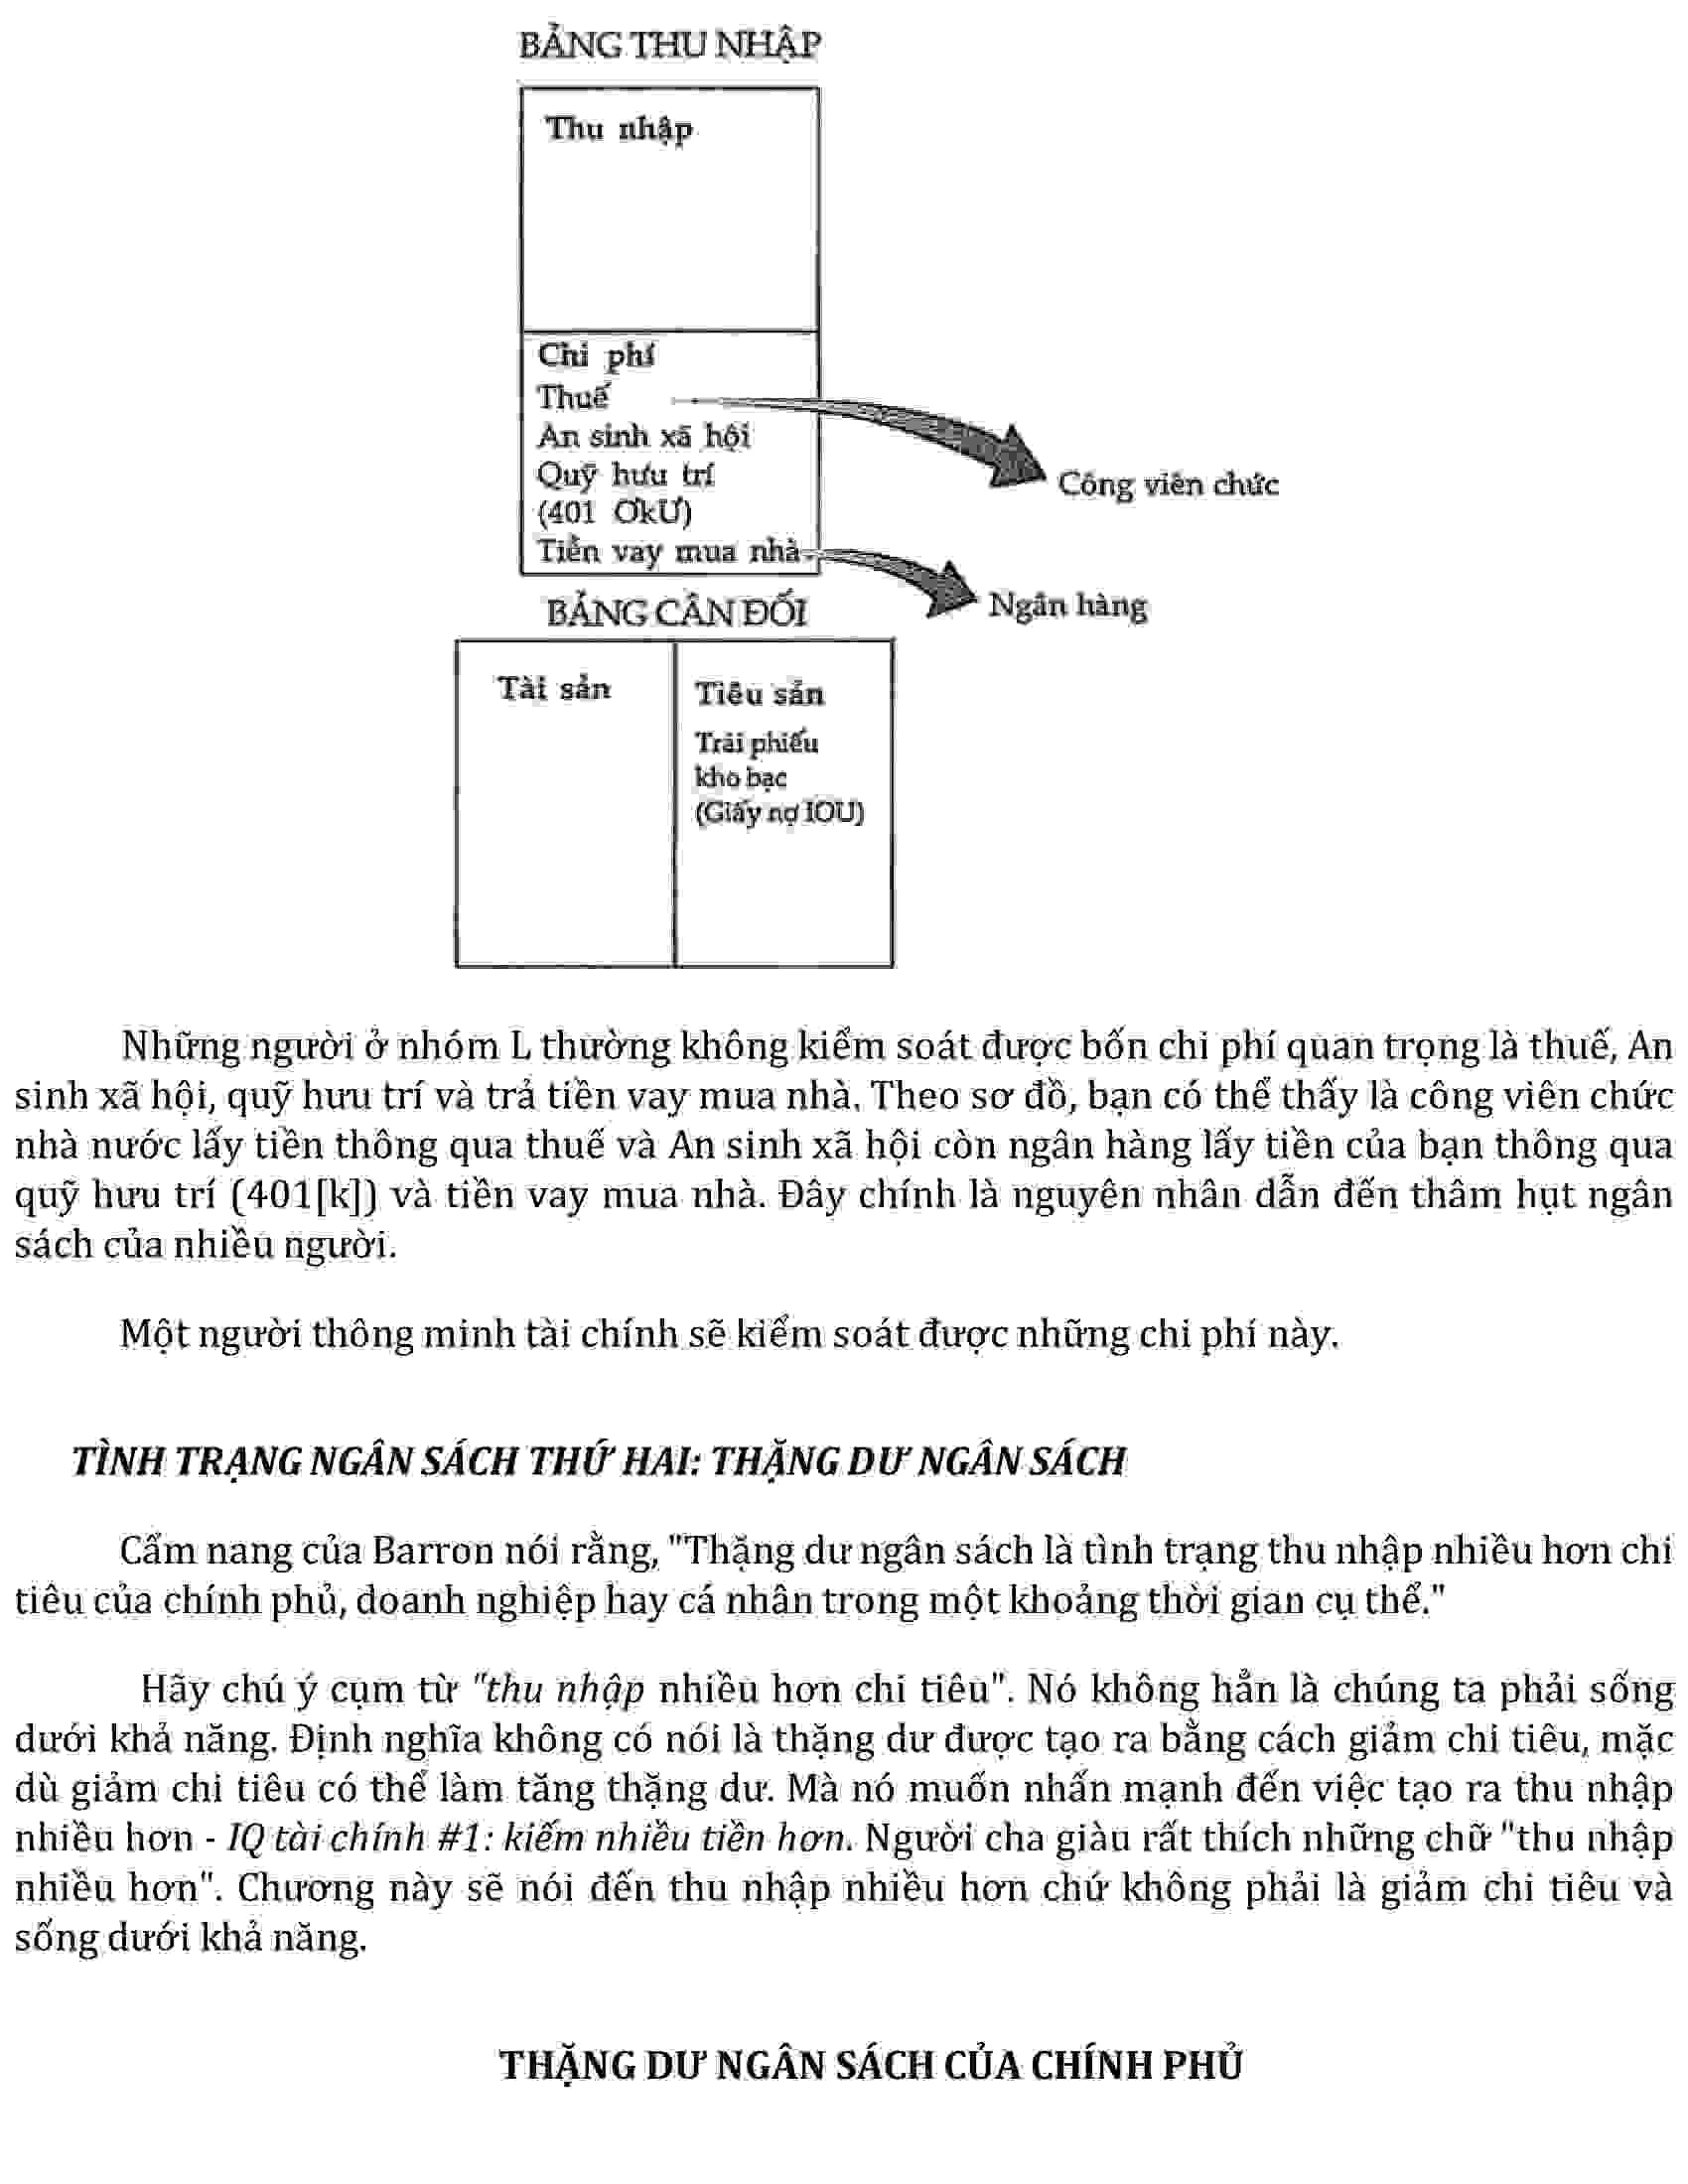 BẢNG THU NHẬP
Thu nhập
Chi phí
Thuế
An sinh xã hội
Quỹ hưu trí
(401 ƠkƯ)
Tiền vay mua nhà
Công viên chức
Ngân hàng
BẢNG CÂN ĐỐI
Tài sản
Tiêu sản
Trái phiếu
kho bạc
(Giấy nợ IOU)
Những người ở nhóm L thường không kiểm soát được bốn chi phí quan trọng là thuế, An
sinh xã hội, quỹ hưu trí và trả tiền vay mua nhà. Theo sơ đồ, bạn có thể thấy là công viên chức
nhà nước lấy tiền thông qua thuế và An sinh xã hội còn ngân hàng lấy tiền của bạn thông qua
quỹ hưu trí (401[k]) và tiền vay mua nhà. Đây chính là nguyên nhân dẫn đến thâm hụt ngân
sách của nhiều người.
Một người thông minh tài chính sẽ kiểm soát được những chi phí này.
TÌNH TRẠNG NGÂN SÁCH THỨ HAI: THẶNG DƯ NGÂN SÁCH
Cẩm nang của Barron nói rằng, "Thặng dư ngân sách là tình trạng thu nhập nhiều hơn chi
tiêu của chính phủ, doanh nghiệp hay cá nhân trong một khoảng thời gian cụ thể."
Hãy chú ý cụm từ "thu nhập nhiều hơn chi tiêu". Nó không hẳn là chúng ta phải sống
dưới khả năng. Định nghĩa không có nói là thặng dư được tạo ra bằng cách giảm chi tiêu, mặc
dù giảm chi tiêu có thể làm tăng thặng dư. Mà nó muốn nhấn mạnh đến việc tạo ra thu nhập
nhiều hơn - IQ tài chính #1: kiếm nhiều tiền hơn. Người cha giàu rất thích những chữ "thu nhập
nhiều hơn". Chương này sẽ nói đến thu nhập nhiều hơn chứ không phải là giảm chi tiêu và
sống dưới khả năng.
THẶNG DƯ NGÂN SÁCH CỦA CHÍNH PHỦ